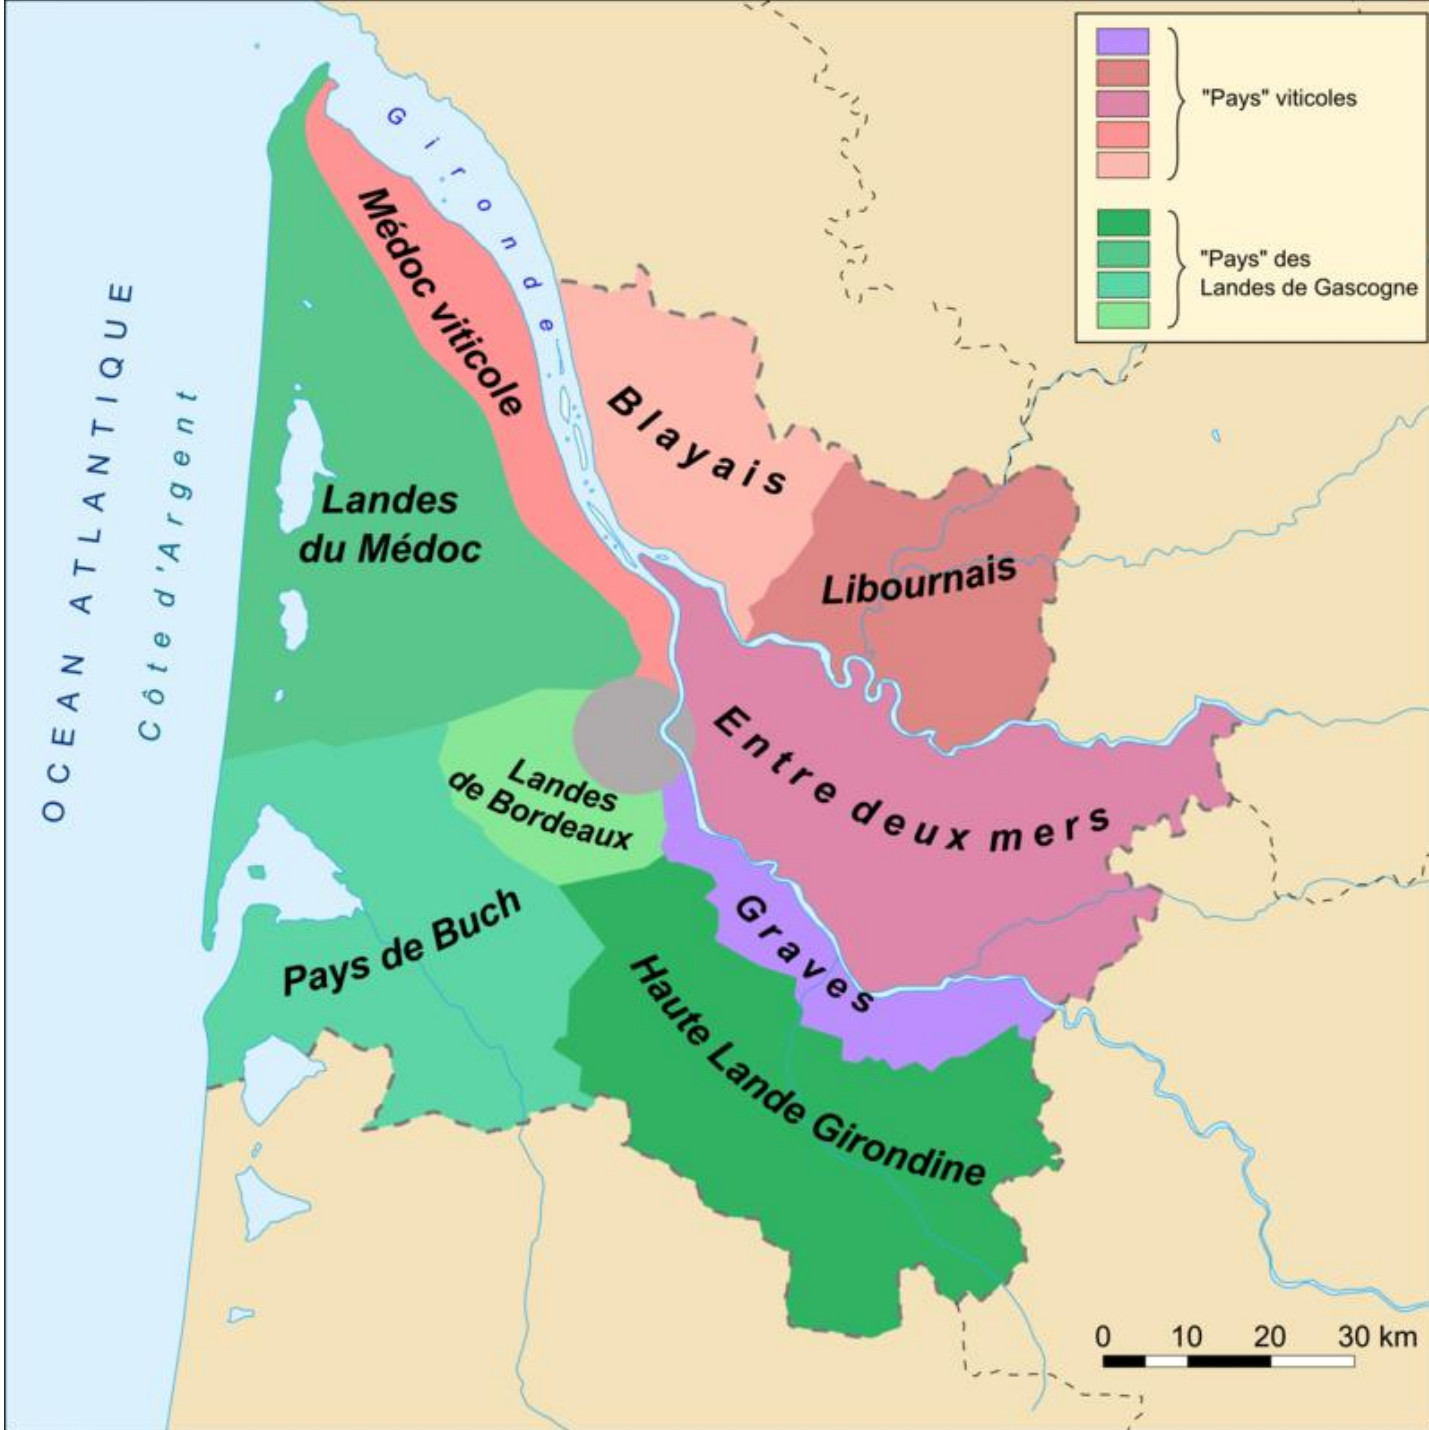 "Pays" viticoles
"Pays" des
Landes de Gascogne
Gironde
OCEAN ATLANTIQUE
Côte d'Argent
Médoc viticole
Blayais
Landes
du Médoc
Libournais
Entre deux mers
Landes
de Bordeaux
Pays de Buch
Graves
Haute Lande Girondine
0 10 20 30 km